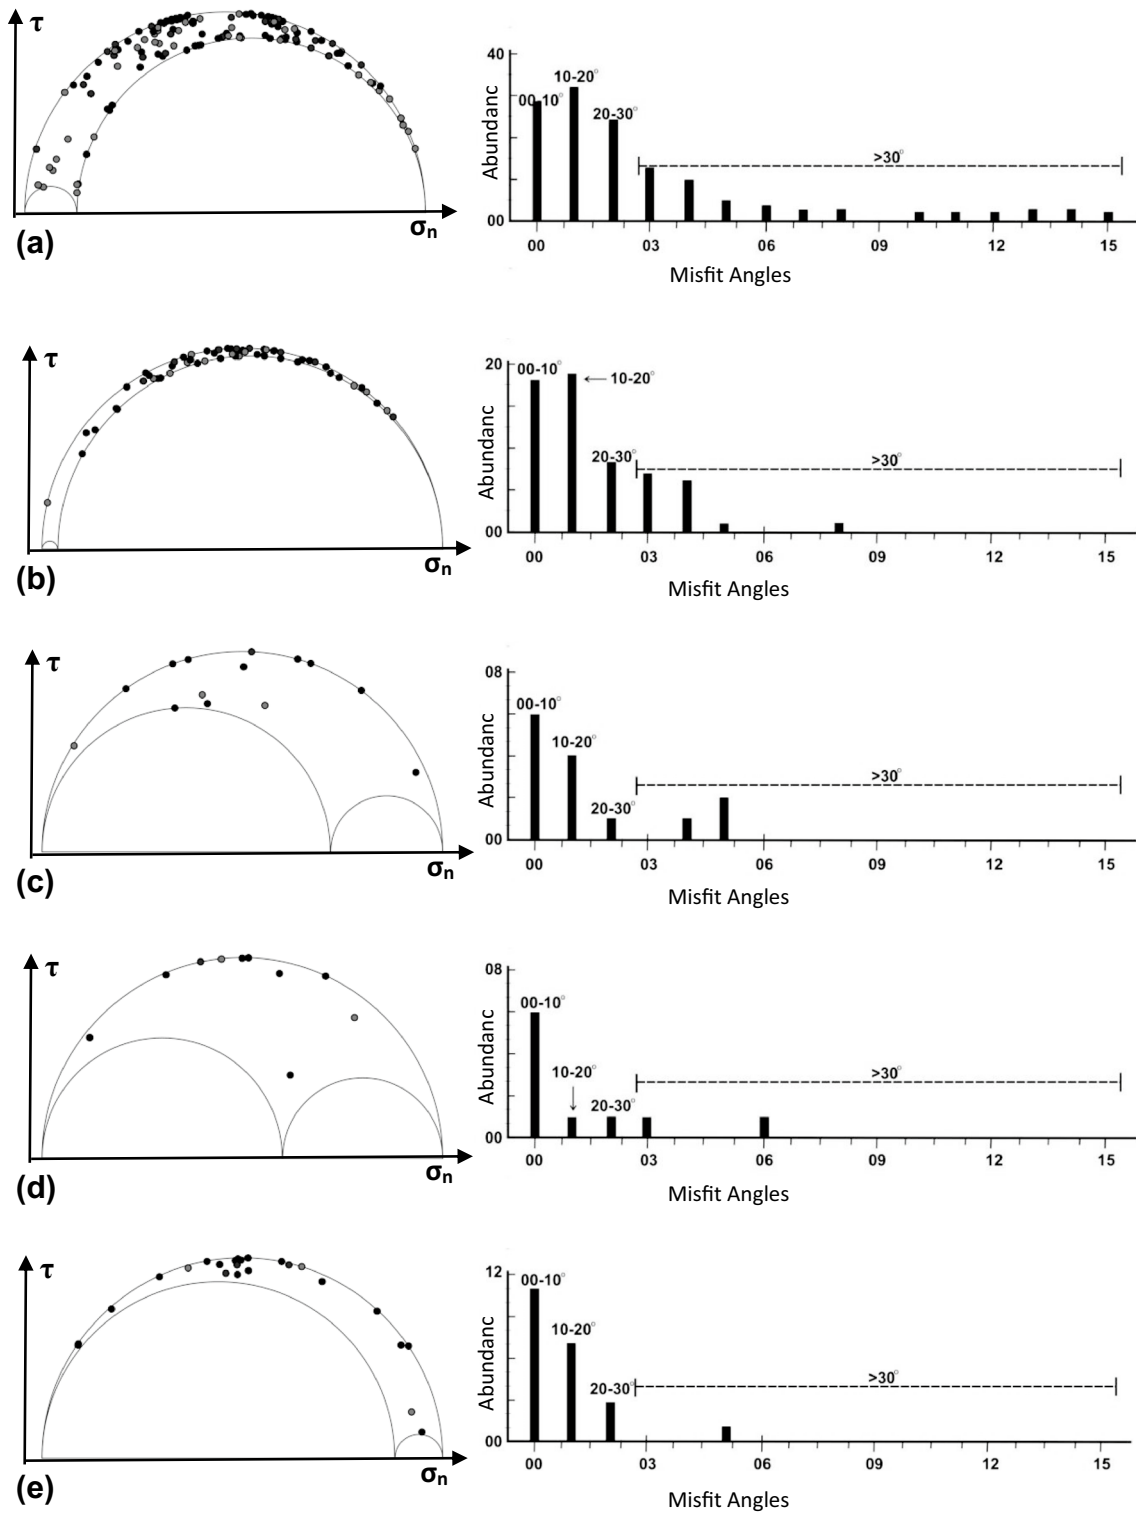 τ
σn
(a)
40
00
Abundanc
00-10°
10-20°
20-30°
>30°
00 03 06 09 12 15
Misfit Angles
τ
σn
(b)
20
00
Abundanc
00-10°
10-20°
20-30°
>30°
00 03 06 09 12 15
Misfit Angles
τ
σn
(c)
08
00
Abundanc
00-10°
10-20°
20-30°
>30°
00 03 06 09 12 15
Misfit Angles
τ
σn
(d)
08
00
Abundanc
00-10°
10-20°
20-30°
>30°
00 03 06 09 12 15
Misfit Angles
τ
σn
(e)
12
00
Abundanc
00-10°
10-20°
20-30°
>30°
00 03 06 09 12 15
Misfit Angles